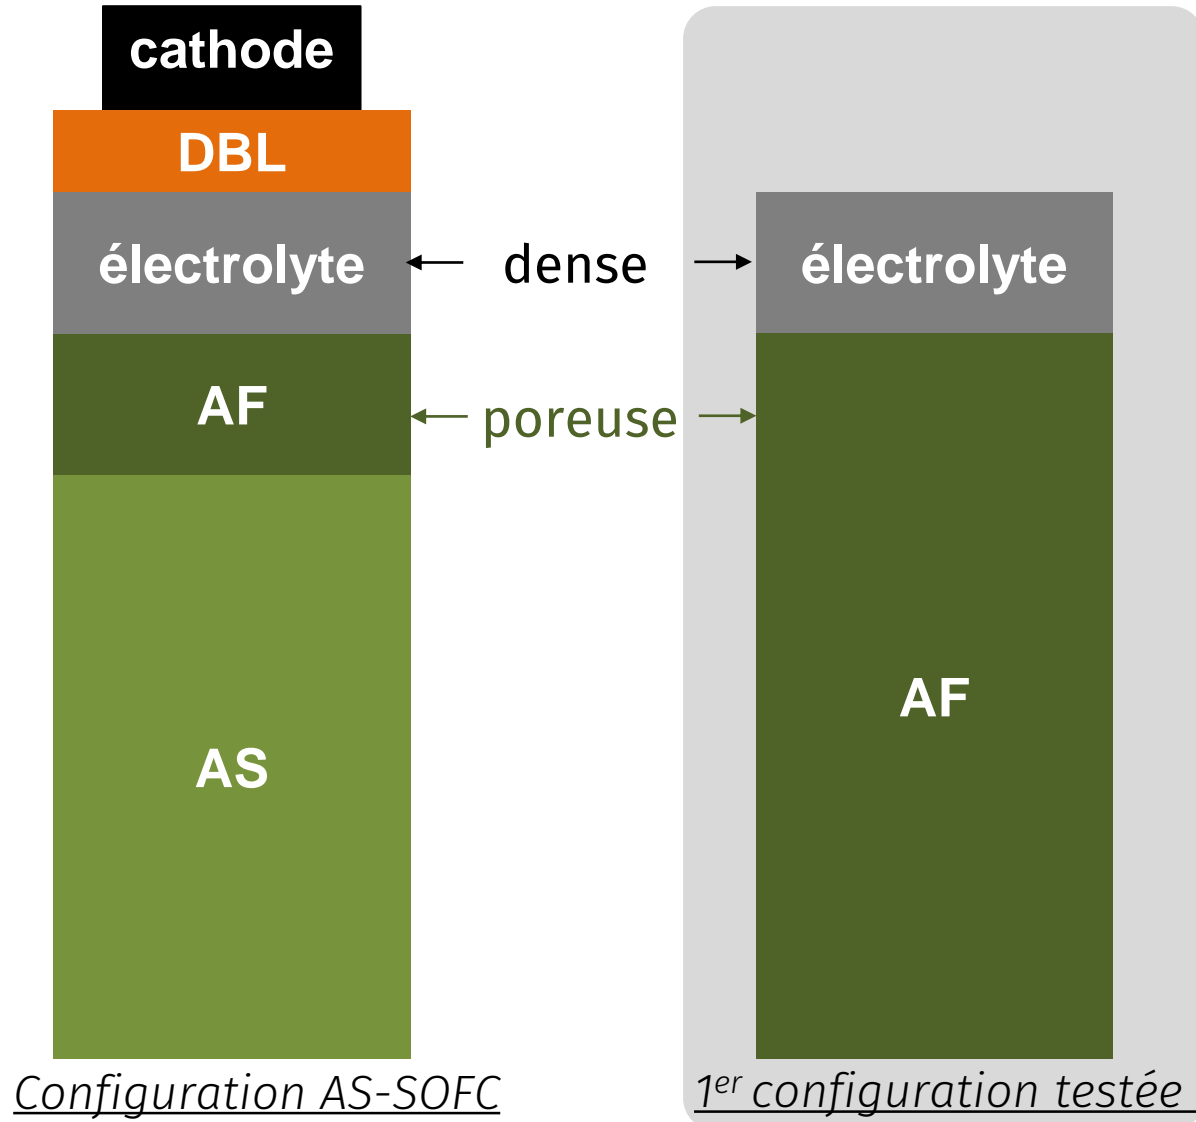 cathode
DBL
électrolyte
AF
AS
Configuration AS-SOFC
dense
poreuse
électrolyte
AF
1er configuration testée